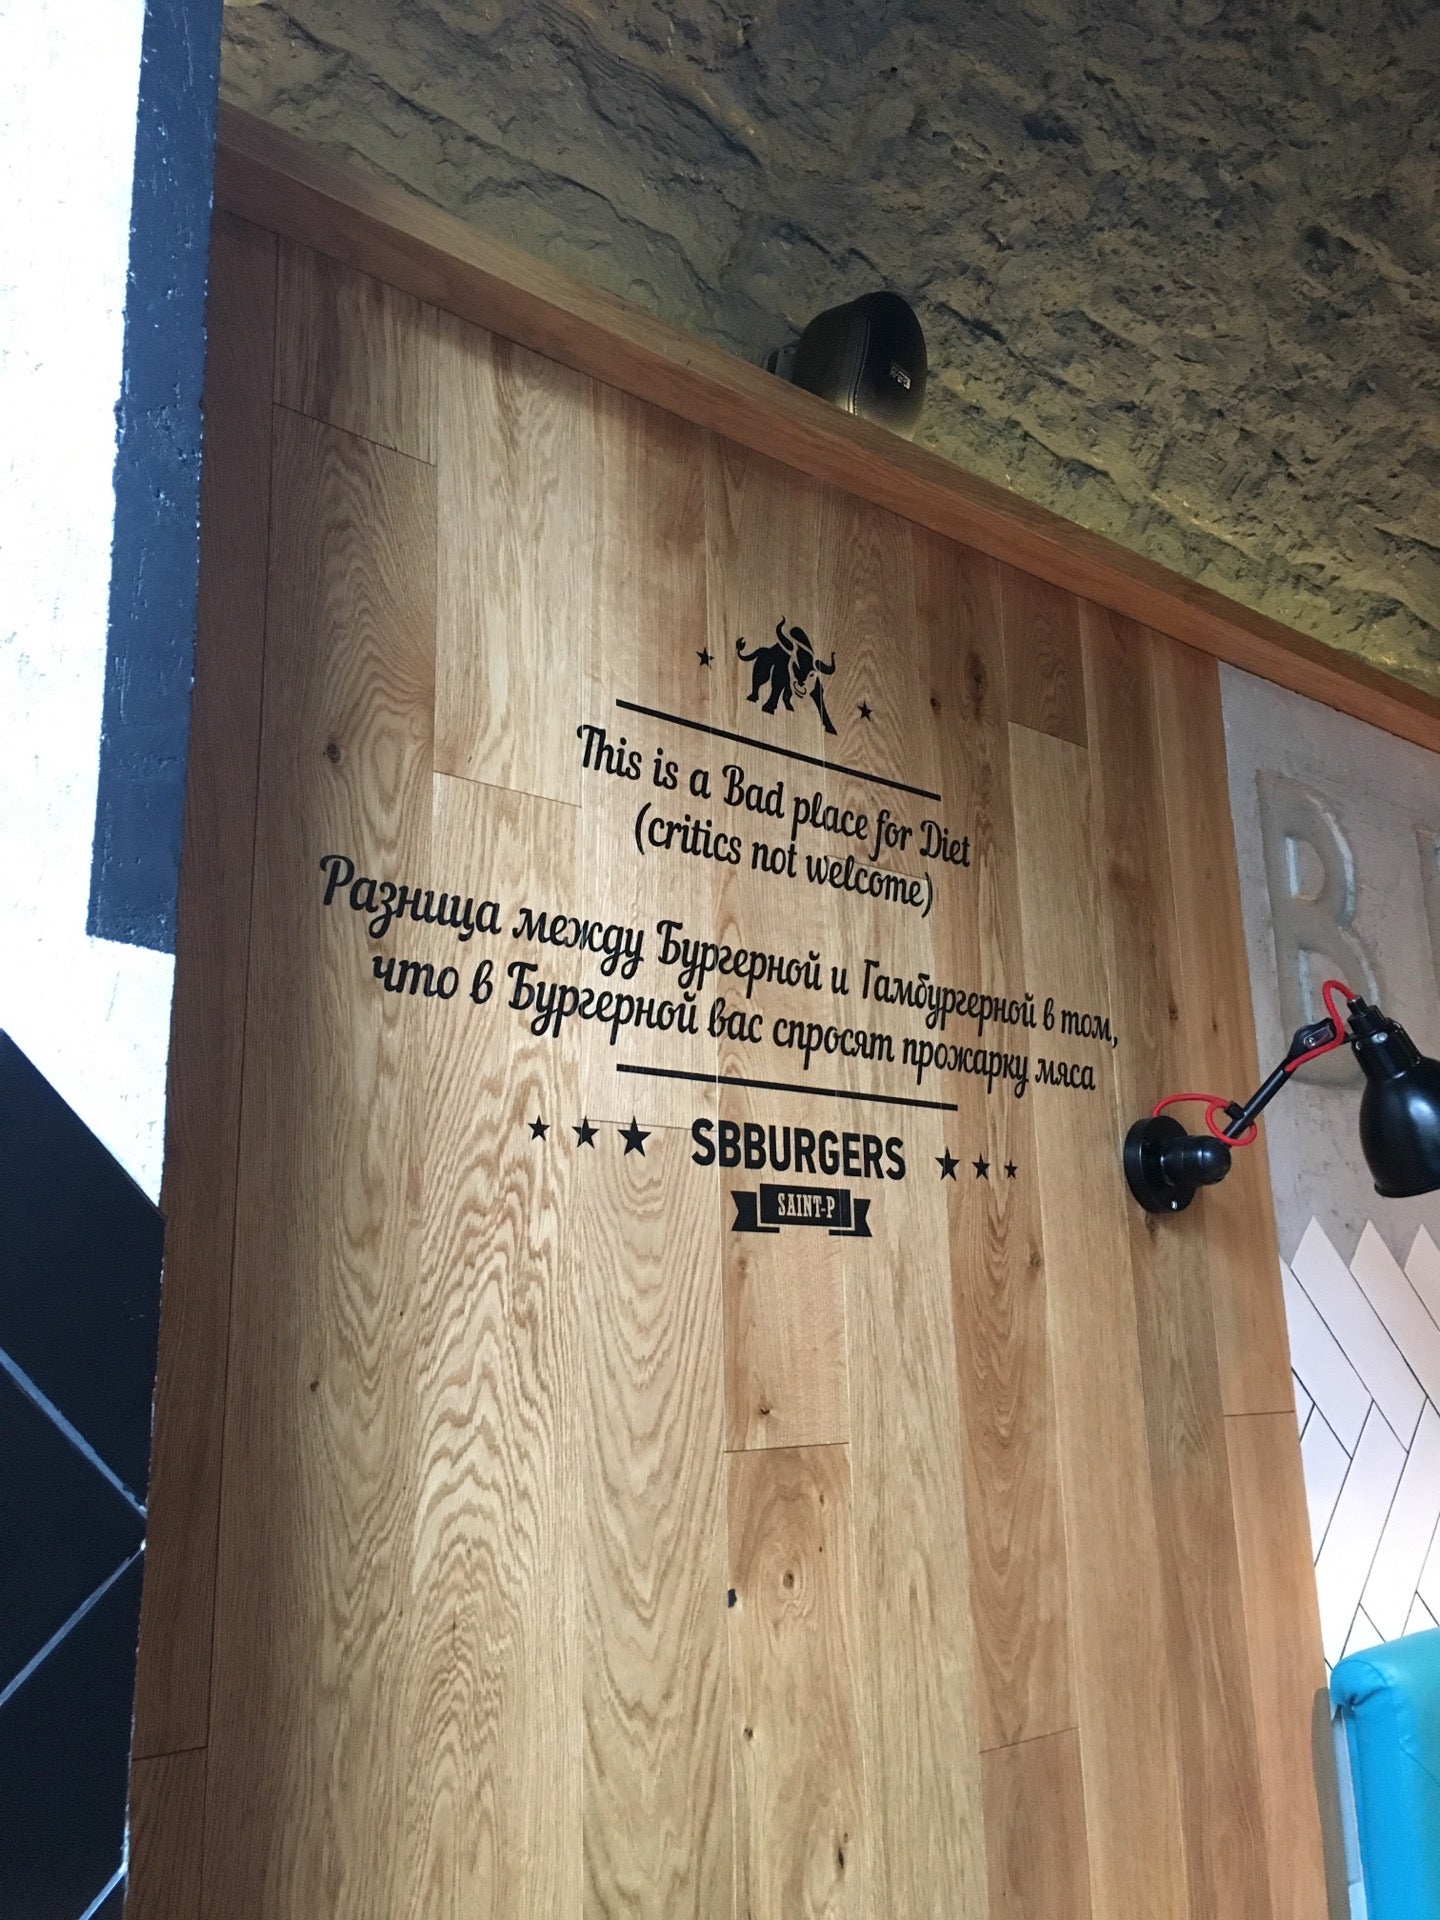 This is a Bad place for Diet
(critics not welcome)
Разница между Бургерной и Гамбургерной в том,
что в Бургерной вас спросят прожарку мяса
SBBURGERS
SAINT-P